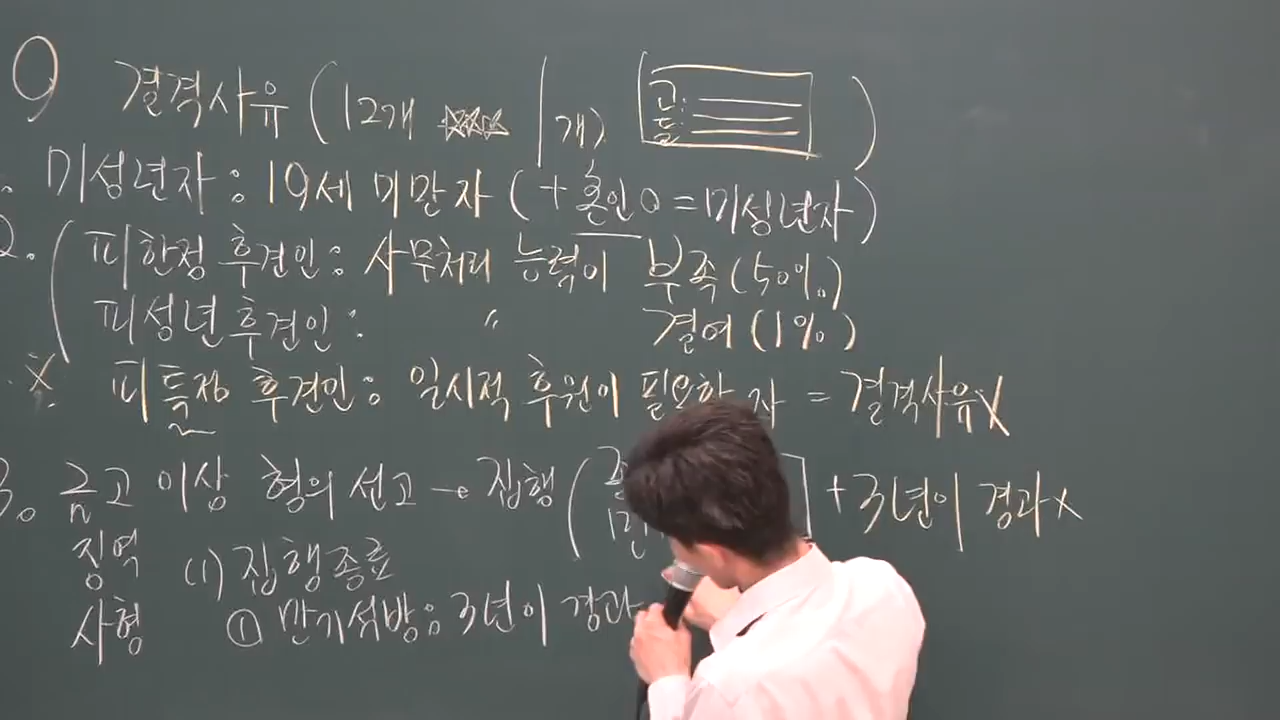 9 결격사유 (12개 | 개) 고득: )
1. 미성년자 : 19세 미만자 (+ 혼인 0 = 미성년자)
2. 피한정 후견인 : 사무처리 능력이 부족 (50%)
피성년 후견인 : 〃 결여 (1%)
※ 피특정 후견인 : 일시적 후원이 필요한 자 = 결격사유X
3. 금고 이상 형의 선고 → 집행 ( ] +3년이 경과X
징역 (1) 집행종료
사형 ① 만기석방 : 3년이 경과